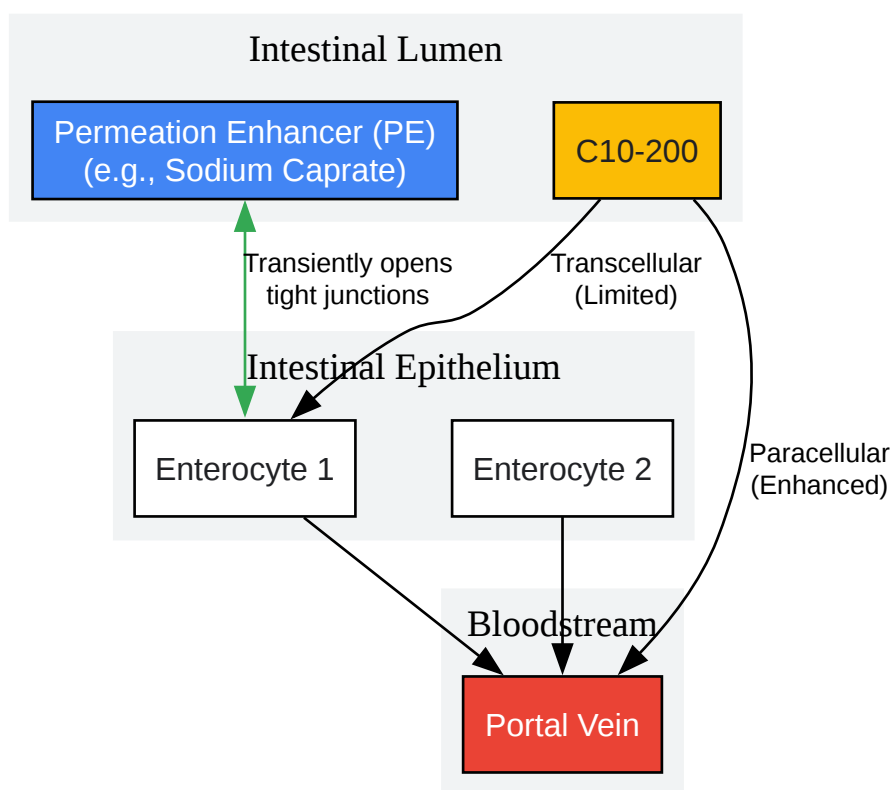 Intestinal Lumen
Permeation Enhancer (PE)
(e.g., Sodium Caprate)
C10-200
Transiently opens
tight junctions
Transcellular
(Limited)
Intestinal Epithelium
Enterocyte 1
Enterocyte 2
Paracellular
(Enhanced)
Bloodstream
Portal Vein